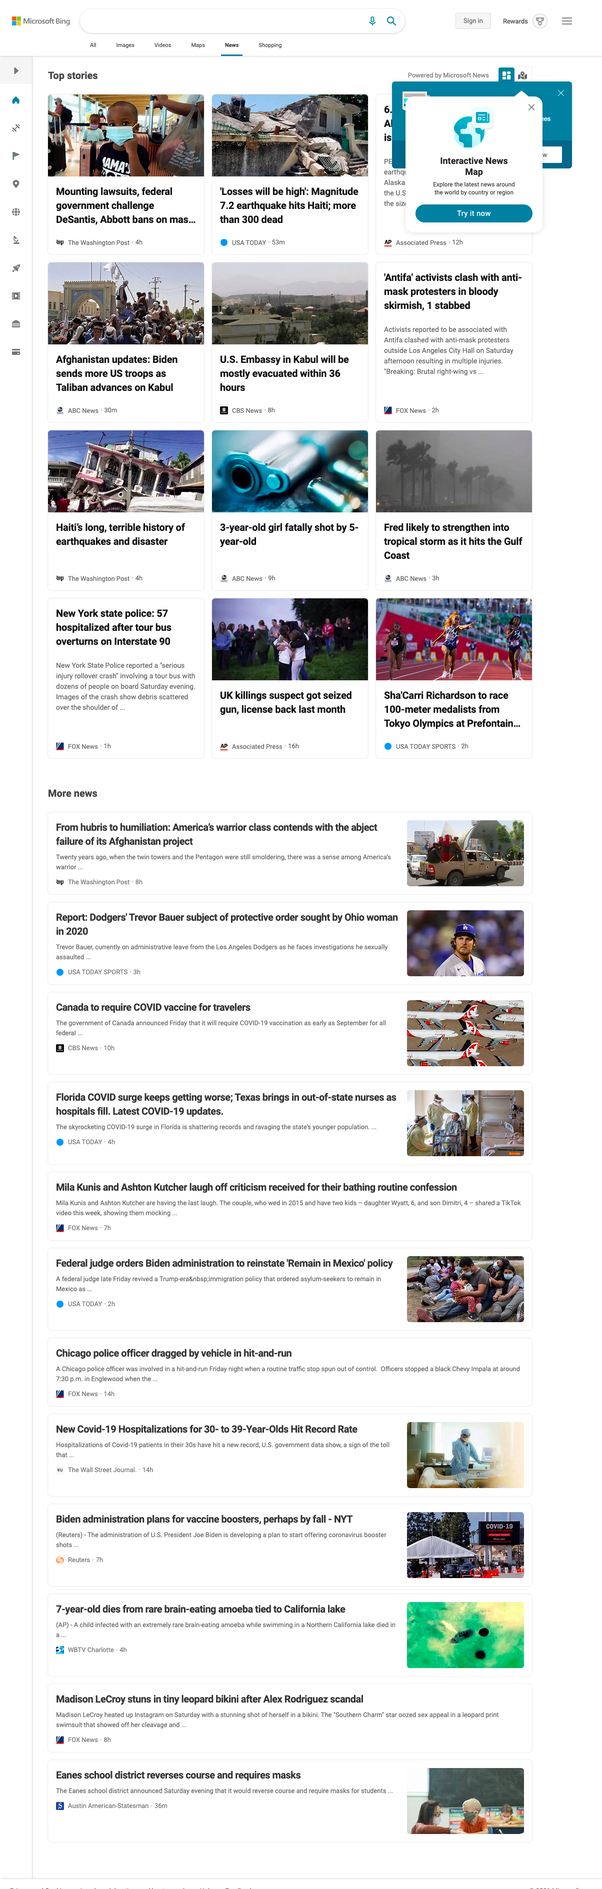 Microsoft Bing
Sign in
Rewards
All
Images
Videos
Maps
News
Shopping
Top stories
Powered by Microsoft News
Interactive News
Map
Explore the latest news around
the world by country or region
Try it now
Mounting lawsuits, federal
government challenge
DeSantis, Abbott bans on mas...
The Washington Post · 4h
'Losses will be high': Magnitude
7.2 earthquake hits Haiti; more
than 300 dead
USA TODAY · 53m
6.
is
earthq
Alaska
the U.S
the size
AP Associated Press · 12h
Afghanistan updates: Biden
sends more US troops as
Taliban advances on Kabul
ABC News · 30m
U.S. Embassy in Kabul will be
mostly evacuated within 36
hours
CBS News · 8h
'Antifa' activists clash with anti-
mask protesters in bloody
skirmish, 1 stabbed
Activists reported to be associated with
Antifa clashed with anti-mask protesters
outside Los Angeles City Hall on Saturday
afternoon resulting in multiple injuries.
"Breaking: Brutal right-wing vs ...
FOX News · 2h
Haiti's long, terrible history of
earthquakes and disaster
The Washington Post · 4h
3-year-old girl fatally shot by 5-
year-old
ABC News · 9h
Fred likely to strengthen into
tropical storm as it hits the Gulf
Coast
ABC News · 3h
New York state police: 57
hospitalized after tour bus
overturns on Interstate 90
New York State Police reported a "serious
injury rollover crash" involving a tour bus with
dozens of people on board Saturday evening.
Images of the crash show debris scattered
over the shoulder of ...
FOX News · 1h
UK killings suspect got seized
gun, license back last month
AP Associated Press · 16h
Sha'Carri Richardson to race
100-meter medalists from
Tokyo Olympics at Prefontain...
USA TODAY SPORTS · 2h
More news
From hubris to humiliation: America's warrior class contends with the abject
failure of its Afghanistan project
Twenty years ago, when the twin towers and the Pentagon were still smoldering, there was a sense among America's
warrior ...
The Washington Post · 8h
Report: Dodgers' Trevor Bauer subject of protective order sought by Ohio woman
in 2020
Trevor Bauer, currently on administrative leave from the Los Angeles Dodgers as he faces investigations he sexually
assaulted ...
USA TODAY SPORTS · 3h
Canada to require COVID vaccine for travelers
The government of Canada announced Friday that it will require COVID-19 vaccination as early as September for all
federal ...
CBS News · 10h
Florida COVID surge keeps getting worse; Texas brings in out-of-state nurses as
hospitals fill. Latest COVID-19 updates.
The skyrocketing COVID-19 surge in Florida is shattering records and ravaging the state's younger population. ...
USA TODAY · 4h
Mila Kunis and Ashton Kutcher laugh off criticism received for their bathing routine confession
Mila Kunis and Ashton Kutcher are having the last laugh. The couple, who wed in 2015 and have two kids – daughter Wyatt, 6, and son Dimitri, 4 – shared a TikTok
video this week, showing them mocking ...
FOX News · 7h
Federal judge orders Biden administration to reinstate 'Remain in Mexico' policy
A federal judge late Friday revived a Trump-era&nbsp;immigration policy that ordered asylum-seekers to remain in
Mexico as ...
USA TODAY · 2h
Chicago police officer dragged by vehicle in hit-and-run
A Chicago police officer was involved in a hit-and-run Friday night when a routine traffic stop spun out of control. Officers stopped a black Chevy Impala at around
7:30 p.m. in Englewood when the ...
FOX News · 14h
New Covid-19 Hospitalizations for 30- to 39-Year-Olds Hit Record Rate
Hospitalizations of Covid-19 patients in their 30s have hit a new record, U.S. government data show, a sign of the toll
that ...
The Wall Street Journal. · 14h
Biden administration plans for vaccine boosters, perhaps by fall - NYT
(Reuters) - The administration of U.S. President Joe Biden is developing a plan to start offering coronavirus booster
shots ...
Reuters · 7h
COVID-19
7-year-old dies from rare brain-eating amoeba tied to California lake
(AP) - A child infected with an extremely rare brain-eating amoeba while swimming in a Northern California lake died in
a ...
WBTV Charlotte · 4h
Madison LeCroy stuns in tiny leopard bikini after Alex Rodriguez scandal
Madison LeCroy heated up Instagram on Saturday with a stunning shot of herself in a bikini. The "Southern Charm" star oozed sex appeal in a leopard print
swimsuit that showed off her cleavage and ...
FOX News · 8h
Eanes school district reverses course and requires masks
The Eanes school district announced Saturday evening that it would reverse course and require masks for students ...
Austin American-Statesman · 36m